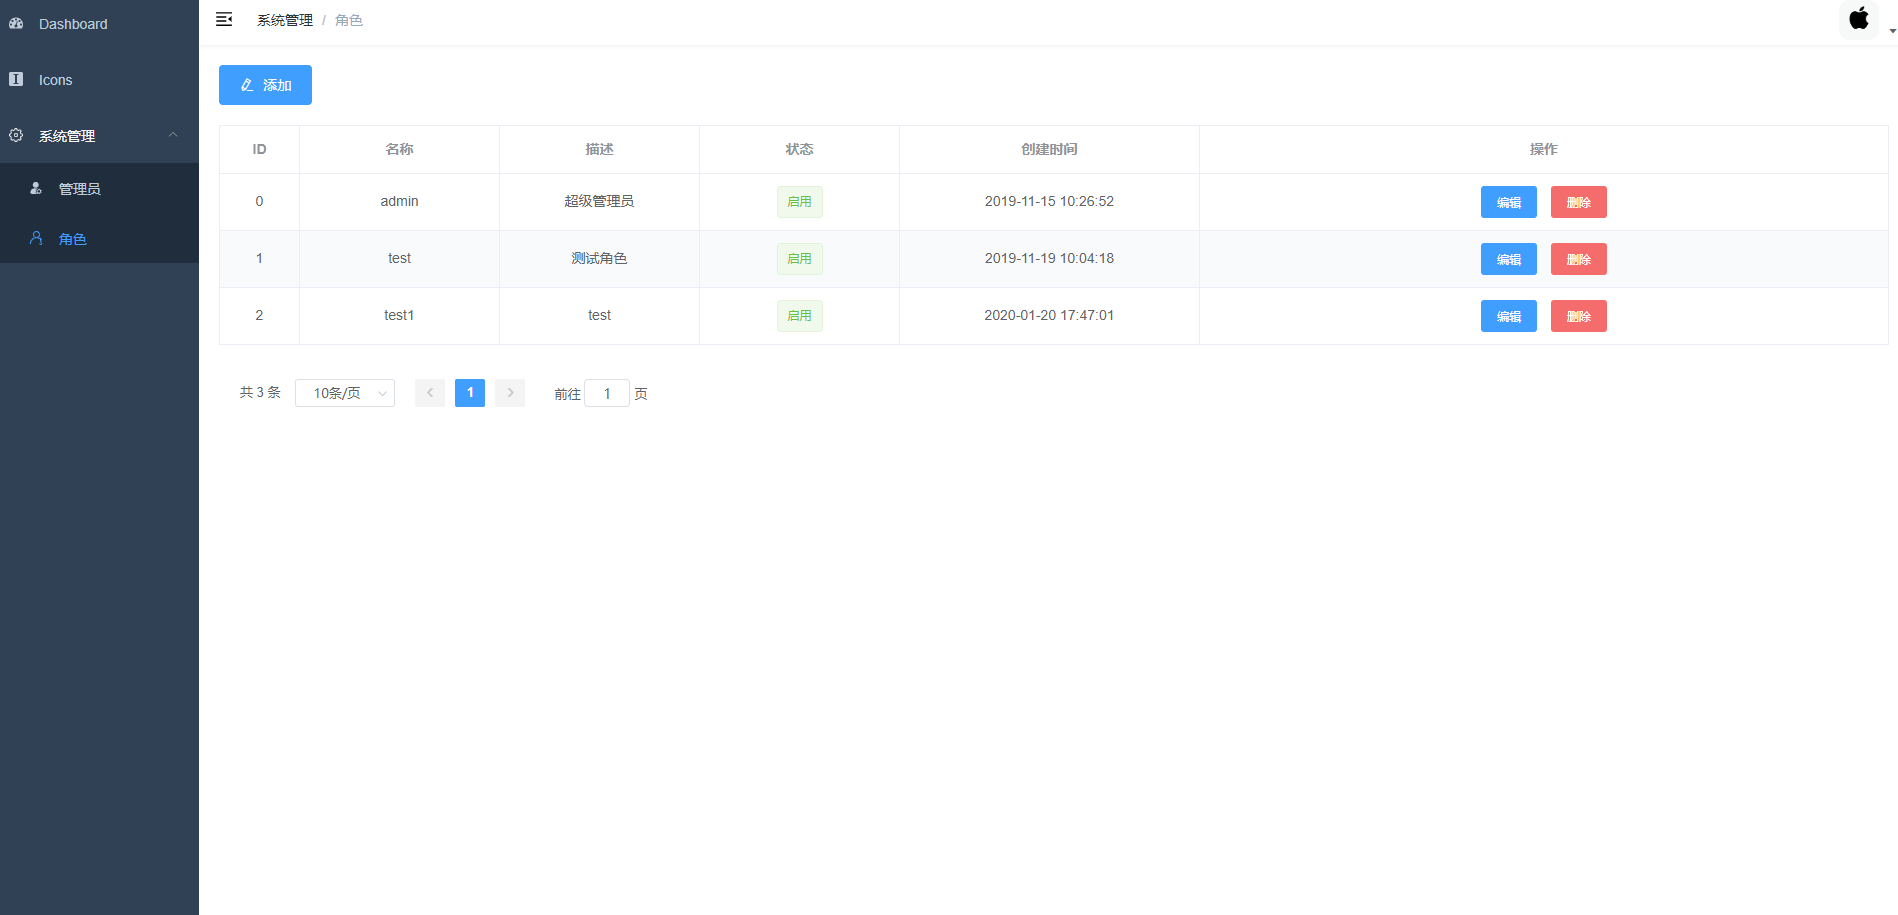 Dashboard
Icons
系统管理
管理员
角色
系统管理 / 角色
添加
ID 名称 描述 状态 创建时间 操作
0 admin 超级管理员 启用 2019-11-15 10:26:52 编辑 删除
1 test 测试角色 启用 2019-11-19 10:04:18 编辑 删除
2 test1 test 启用 2020-01-20 17:47:01 编辑 删除
共 3 条 10条/页 1 前往 1 页